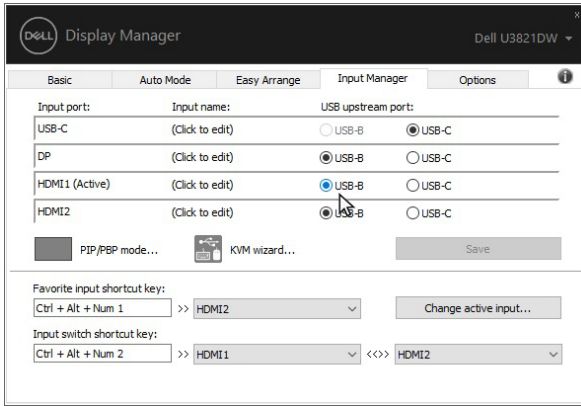 DELL Display Manager
Dell U3821DW
Basic Auto Mode Easy Arrange Input Manager Options
Input port: Input name: USB upstream port:
USB-C (Click to edit) USB-B USB-C
DP (Click to edit) USB-B USB-C
HDMI1 (Active) (Click to edit) USB-B USB-C
HDMI2 (Click to edit) USB-B USB-C
PIP/PBP mode... KVM wizard... Save
Favorite input shortcut key:
Ctrl + Alt + Num 1 >> HDMI2 Change active input...
Input switch shortcut key:
Ctrl + Alt + Num 2 >> HDMI1 <<>> HDMI2